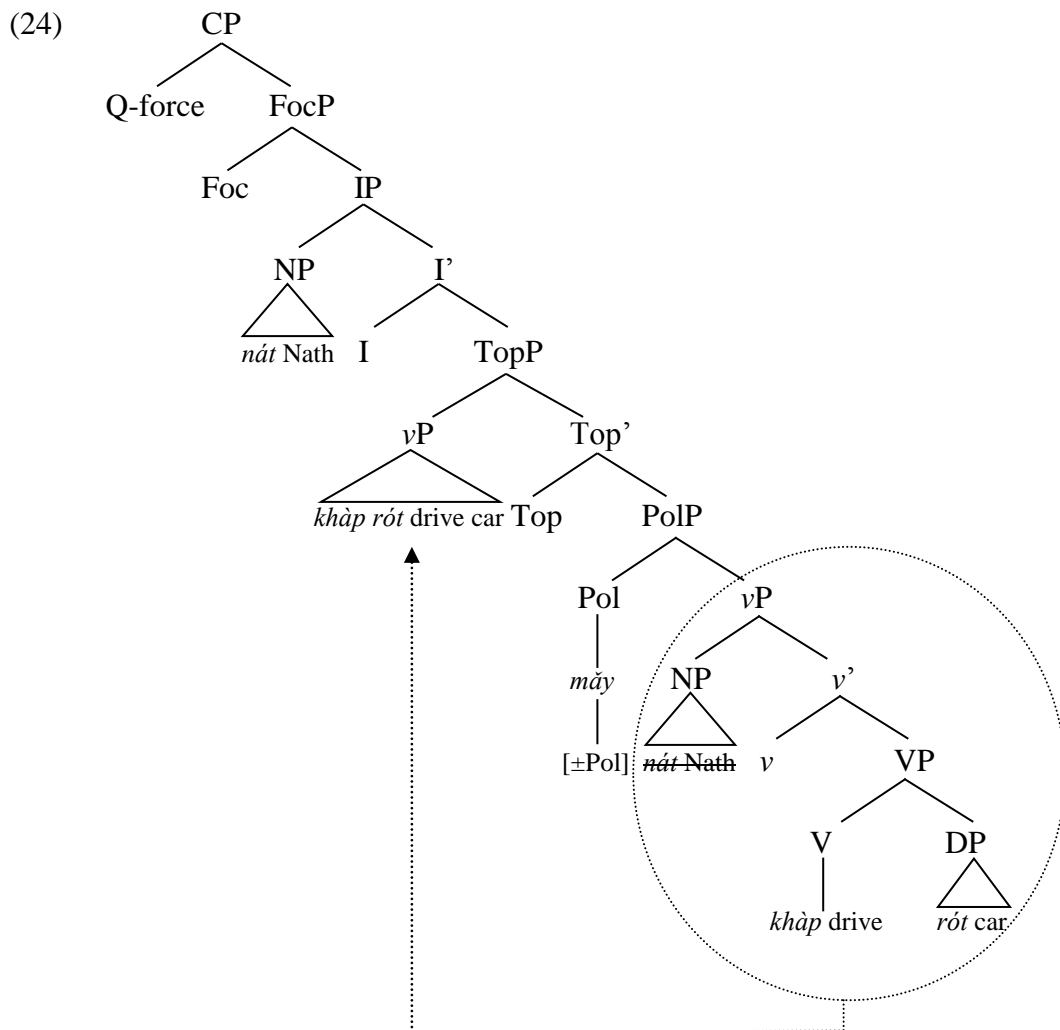 (24) CP
Q-force FocP
Foc IP
NP I’
nát Nath I TopP
vP Top’
khàp rót drive car Top PolP
Pol vP
mǎy NP v’
[±Pol] nát Nath v VP
V DP
khàp drive rót car